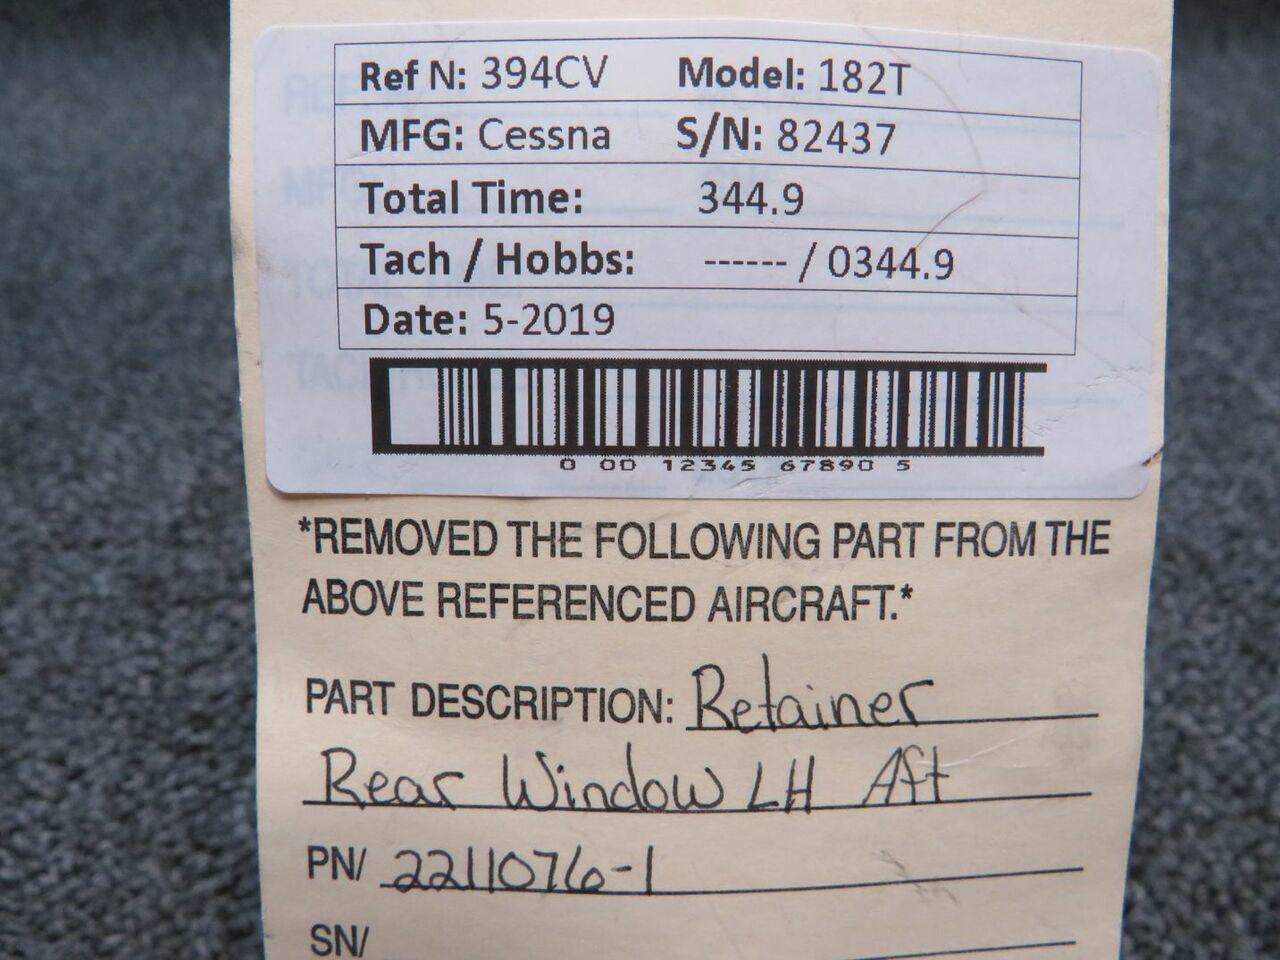 Ref N: 394CV Model: 182T
MFG: Cessna S/N: 82437
Total Time: 344.9
Tach / Hobbs: ------ / 0344.9
Date: 5-2019
0 00 12345 67890 5
*REMOVED THE FOLLOWING PART FROM THE
ABOVE REFERENCED AIRCRAFT.*
PART DESCRIPTION: Retainer
Rear Window LH Aft
PN/ 2211076-1
SN/